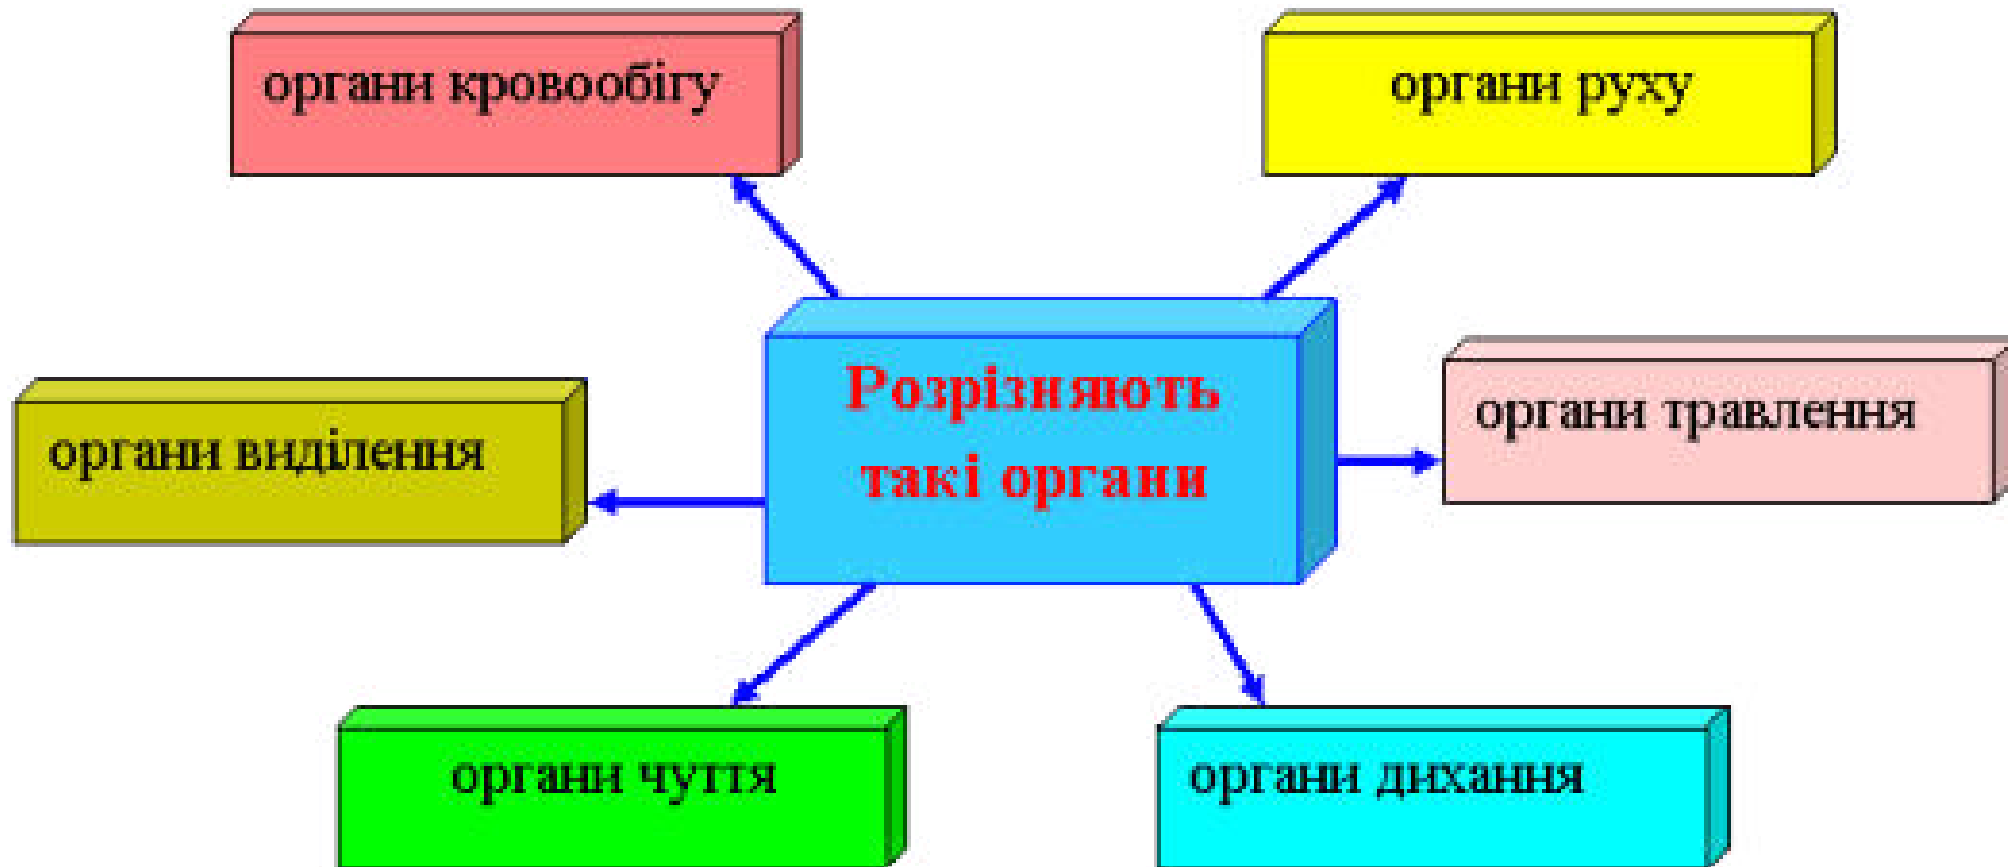 органи кровообігу
органи руху
Розрізняють
такі органи
органи травлення
органи виділення
органи чуття
органи дихання